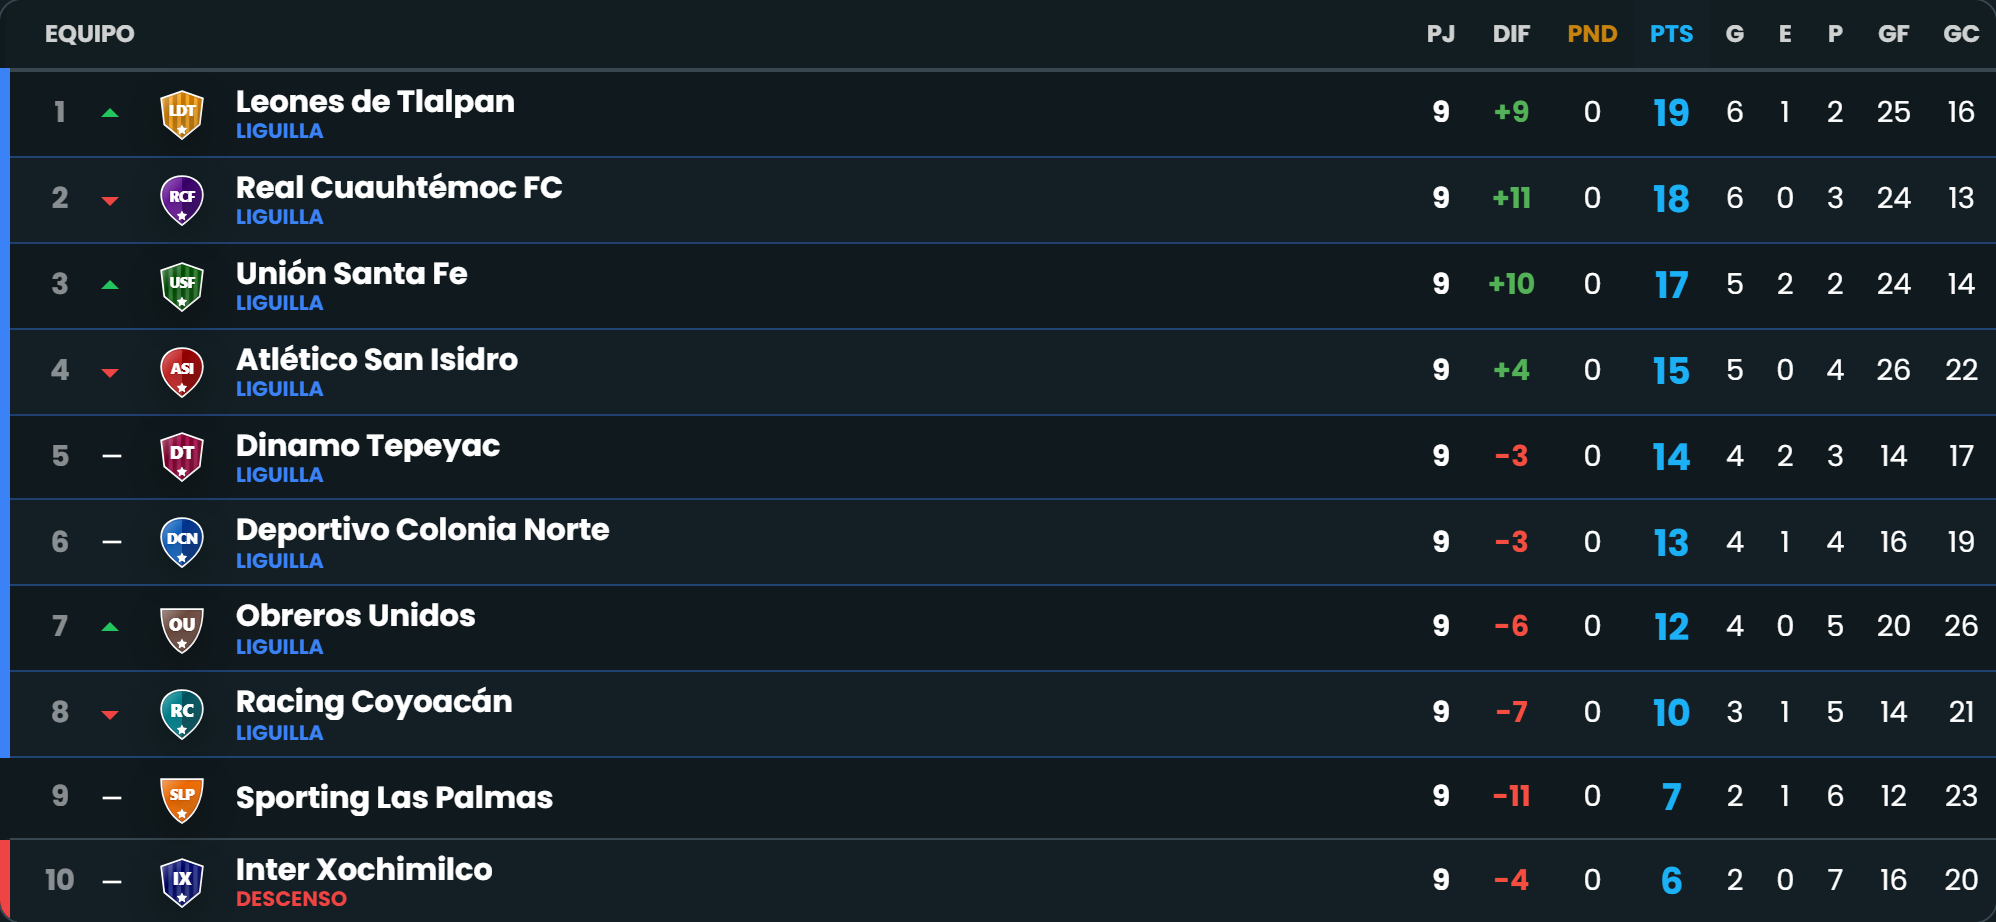 EQUIPO PJ DIF PND PTS G E P GF GC
1 LDT Leones de Tlalpan 9 +9 0 19 6 1 2 25 16
LIGUILLA
2 RCF Real Cuauhtémoc FC 9 +11 0 18 6 0 3 24 13
LIGUILLA
3 USF Unión Santa Fe 9 +10 0 17 5 2 2 24 14
LIGUILLA
4 ASI Atlético San Isidro 9 +4 0 15 5 0 4 26 22
LIGUILLA
5 — DT Dinamo Tepeyac 9 -3 0 14 4 2 3 14 17
LIGUILLA
6 — DCN Deportivo Colonia Norte 9 -3 0 13 4 1 4 16 19
LIGUILLA
7 OU Obreros Unidos 9 -6 0 12 4 0 5 20 26
LIGUILLA
8 RC Racing Coyoacán 9 -7 0 10 3 1 5 14 21
LIGUILLA
9 — SLP Sporting Las Palmas 9 -11 0 7 2 1 6 12 23
10 — IX Inter Xochimilco 9 -4 0 6 2 0 7 16 20
DESCENSO